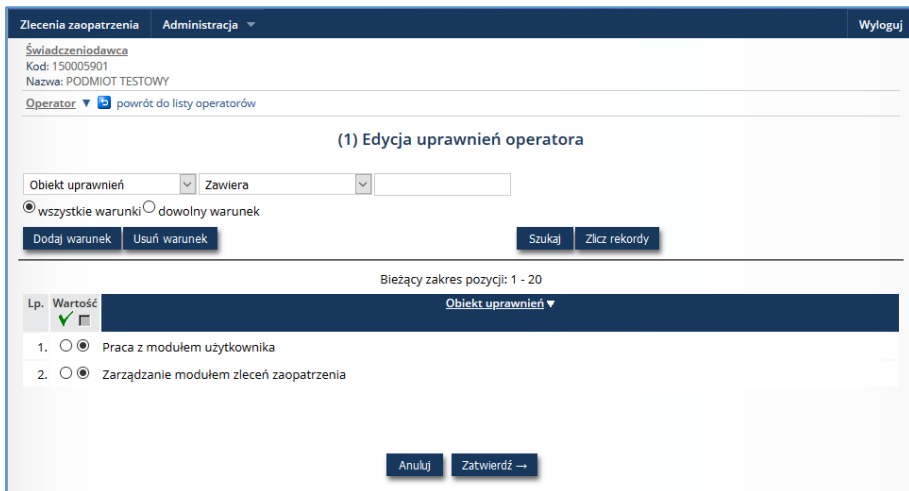 Zlecenia zaopatrzenia Administracja Wyloguj
Świadczeniodawca
Kod: 150005901
Nazwa: PODMIOT TESTOWY
Operator ▼ powrót do listy operatorów
(1) Edycja uprawnień operatora
Obiekt uprawnień Zawiera
wszystkie warunki dowolny warunek
Dodaj warunek Usuń warunek Szukaj Zlicz rekordy
Bieżący zakres pozycji: 1 - 20
Lp. Wartość Obiekt uprawnień ▼
1. Praca z modułem użytkownika
2. Zarządzanie modułem zleceń zaopatrzenia
Anuluj Zatwierdź →